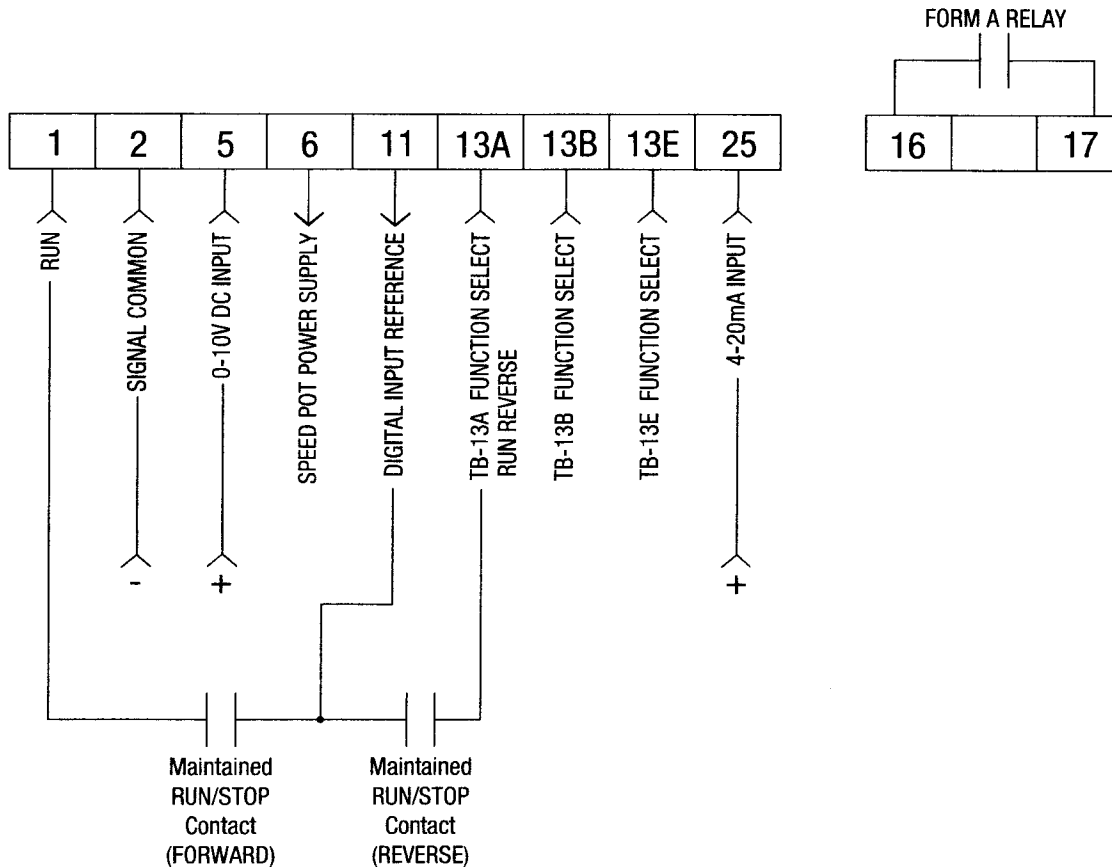 FORM A RELAY
1 2 5 6 11 13A 13B 13E 25
16 17
RUN
SIGNAL COMMON
0-10V DC INPUT
SPEED POT POWER SUPPLY
DIGITAL INPUT REFERENCE
TB-13A FUNCTION SELECT
RUN REVERSE
TB-13B FUNCTION SELECT
TB-13E FUNCTION SELECT
4-20mA INPUT
- + +
Maintained
RUN/STOP
Contact
(FORWARD)
Maintained
RUN/STOP
Contact
(REVERSE)